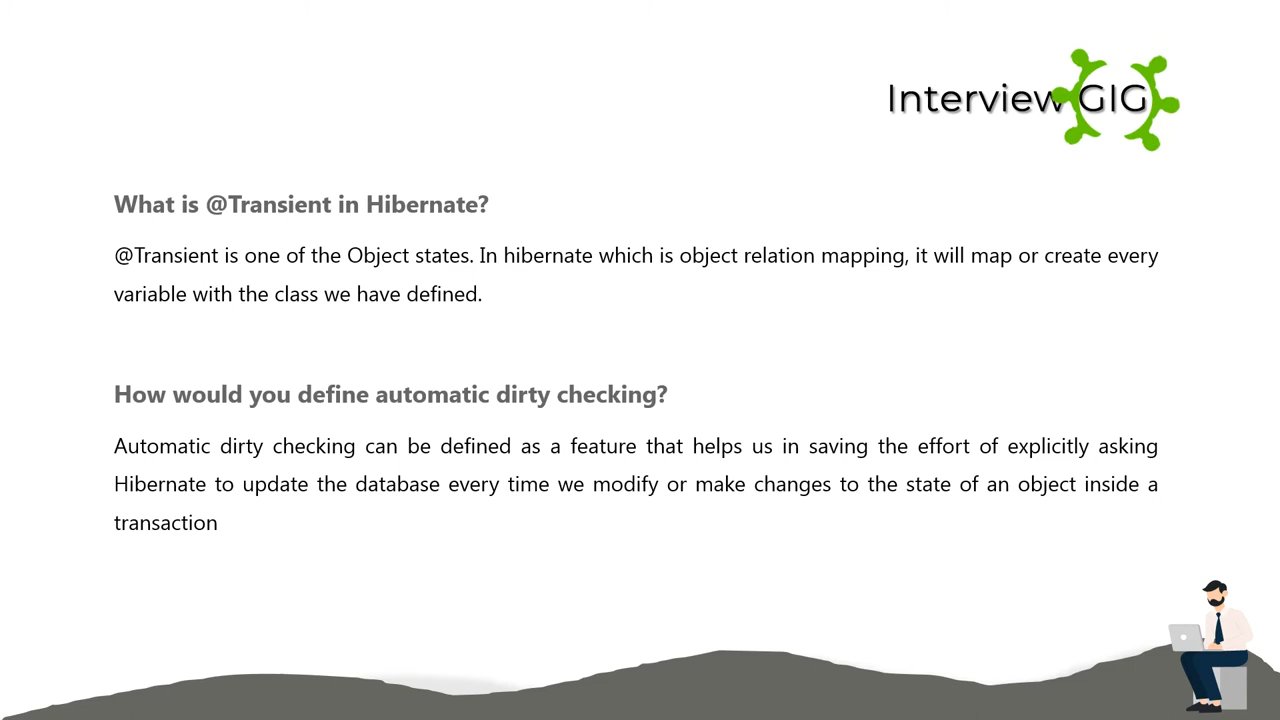 Interview GIG
What is @Transient in Hibernate?
@Transient is one of the Object states. In hibernate which is object relation mapping, it will map or create every
variable with the class we have defined.
How would you define automatic dirty checking?
Automatic dirty checking can be defined as a feature that helps us in saving the effort of explicitly asking
Hibernate to update the database every time we modify or make changes to the state of an object inside a
transaction